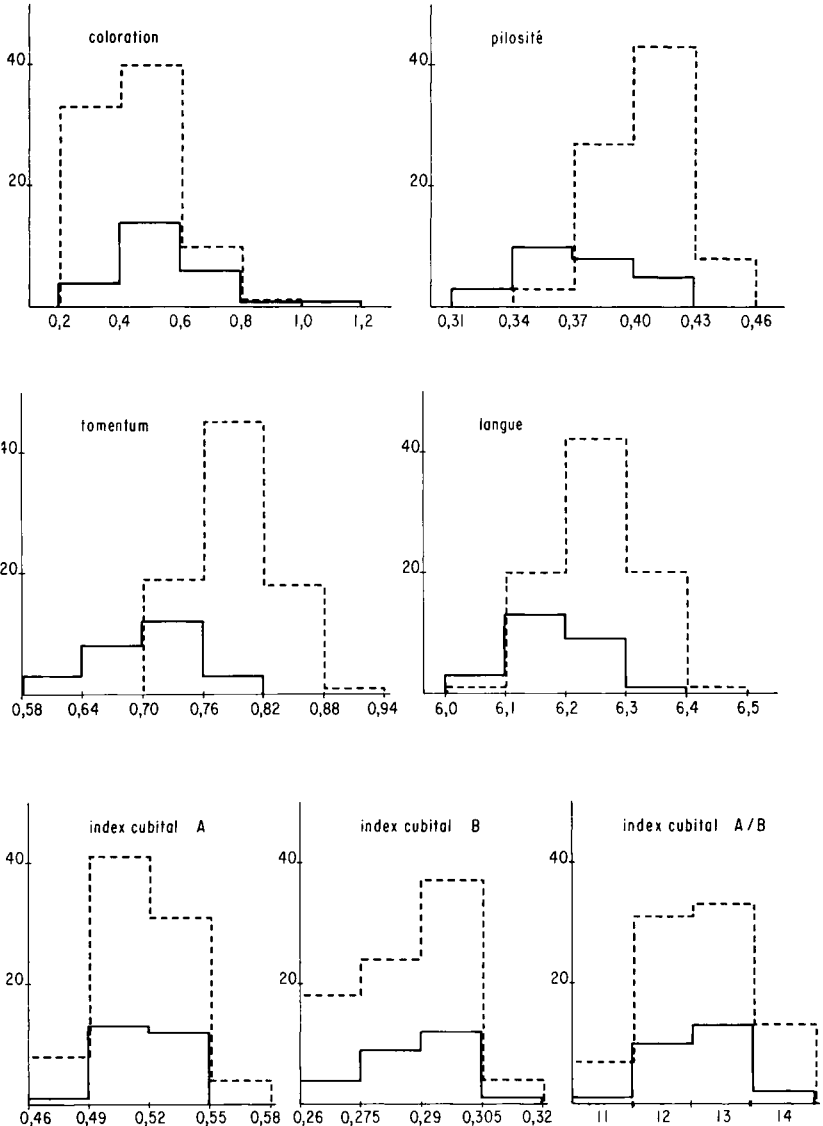 coloration
40
20
0,2 0,4 0,6 0,8 1,0 1,2
pilosité
40
20
0,31 0,34 0,37 0,40 0,43 0,46
tomentum
40
20
0,58 0,64 0,70 0,76 0,82 0,88 0,94
langue
40
20
6,0 6,1 6,2 6,3 6,4 6,5
index cubital A
40
20
0,46 0,49 0,52 0,55 0,58
index cubital B
40
20
0,26 0,275 0,29 0,305 0,32
index cubital A/B
40
20
11 12 13 14